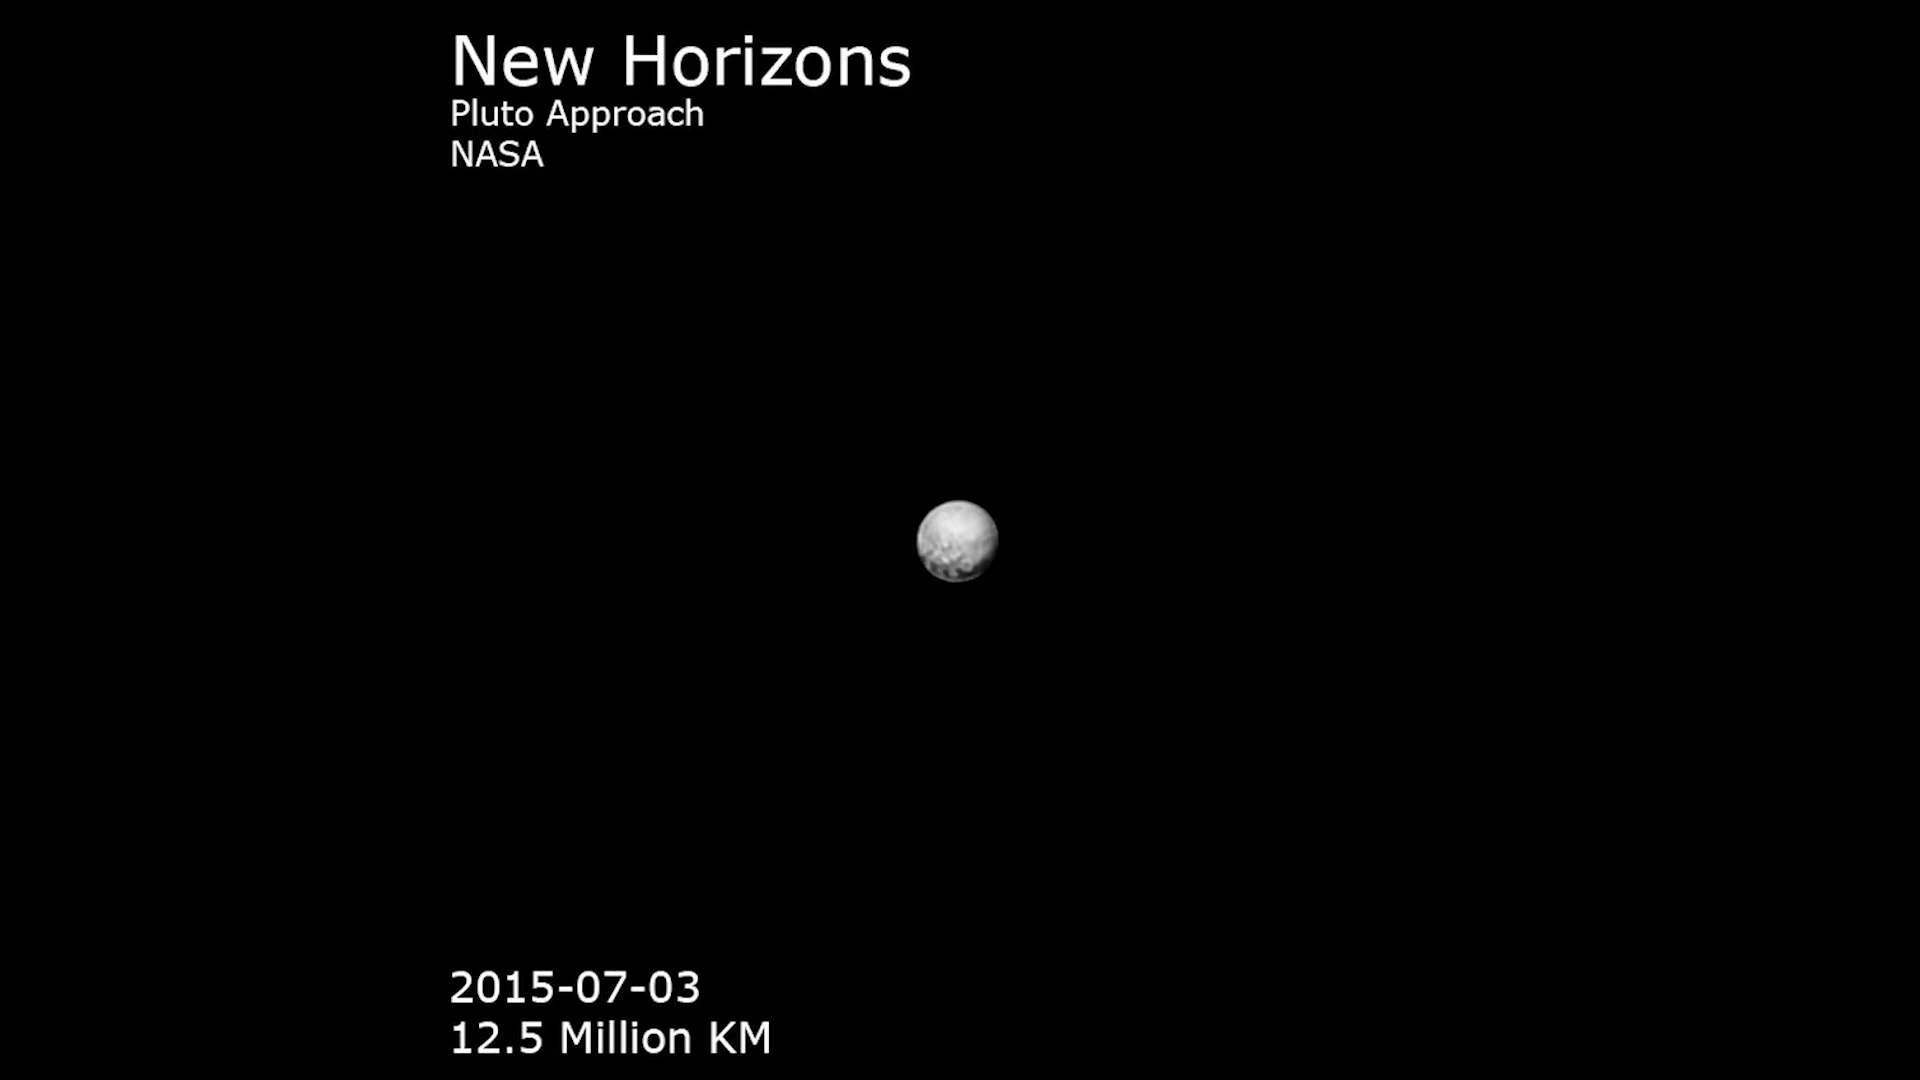 New Horizons
Pluto Approach
NASA
2015-07-03
12.5 Million KM